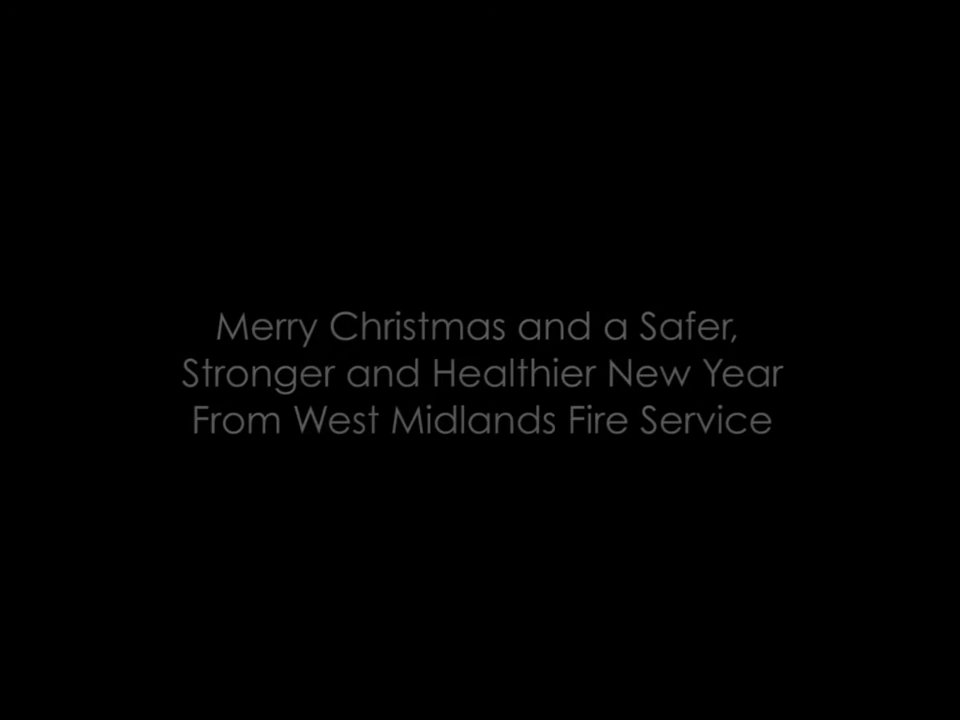 Merry Christmas and a Safer,
Stronger and Healthier New Year
From West Midlands Fire Service